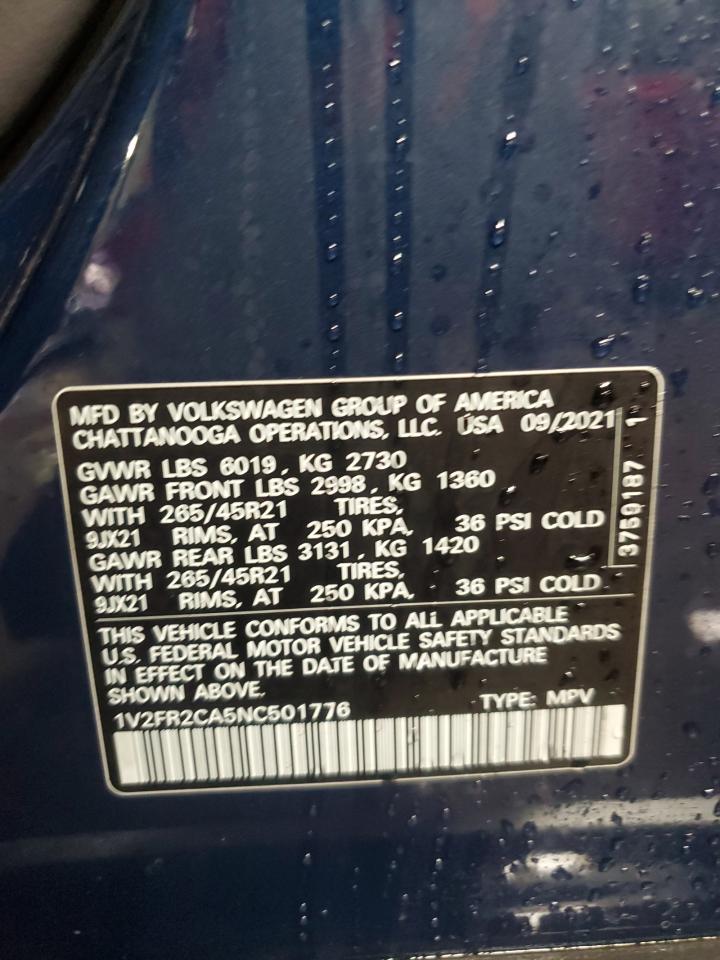 MFD BY VOLKSWAGEN GROUP OF AMERICA
CHATTANOOGA OPERATIONS, LLC. USA 09/2021
GVWR LBS 6019, KG 2730
GAWR FRONT LBS 2998, KG 1360
WITH 265/45R21 TIRES,
9JX21 RIMS, AT 250 KPA, 36 PSI COLD
GAWR REAR LBS 3131, KG 1420
WITH 265/45R21 TIRES,
9JX21 RIMS, AT 250 KPA, 36 PSI COLD
THIS VEHICLE CONFORMS TO ALL APPLICABLE
U.S. FEDERAL MOTOR VEHICLE SAFETY STANDARDS
IN EFFECT ON THE DATE OF MANUFACTURE
SHOWN ABOVE.
1V2FR2CA5NC501776 TYPE: MPV
3759187 1